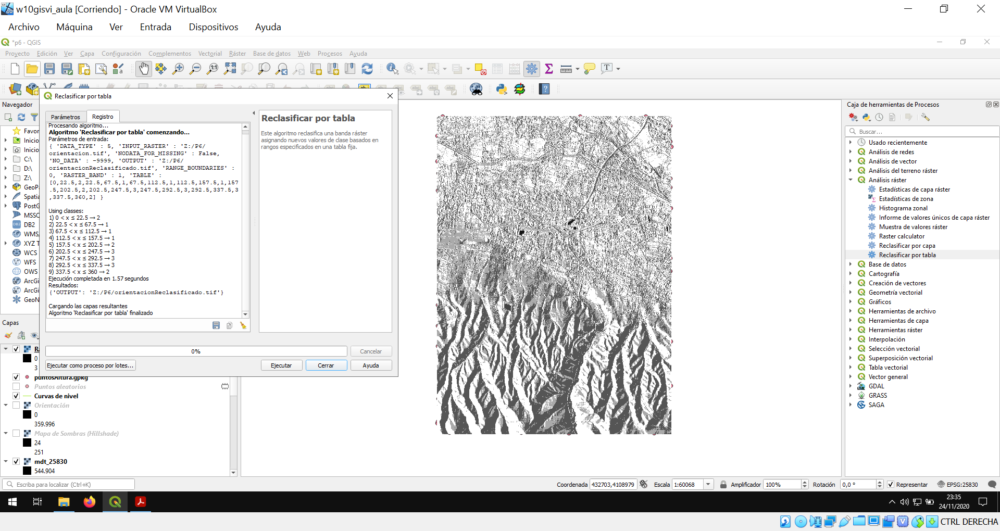 w10gisvi_aula [Corriendo] - Oracle VM VirtualBox
Archivo Máquina Ver Entrada Dispositivos Ayuda
*p6 - QGIS
Proyecto Edición Ver Capa Configuración Complementos Vectorial Ráster Base de datos Web Procesos Ayuda
Reclasificar por tabla
Navegador
Favor
Inicio
Inicio
C:\
D:\
Z:\
GeoPa
Spatia
PostG
MSSC
DB2
WMS/
XYZ T
WCS
WFS
OWS
ArcGi
ArcGi
GeoN
Parámetros Registro
Procesando algoritmo...
Algoritmo 'Reclasificar por tabla' comenzando...
Parámetros de entrada:
{ 'DATA_TYPE' : 5, 'INPUT_RASTER' : 'Z:/P6/
orientacion.tif', 'NODATA_FOR_MISSING' : False,
'NO_DATA' : -9999, 'OUTPUT' : 'Z:/P6/
orientacionReclasificado.tif', 'RANGE_BOUNDARIES' :
0, 'RASTER_BAND' : 1, 'TABLE' :
[0,22.5,2,22.5,67.5,1,67.5,112.5,1,112.5,157.5,1,157
.5,202.5,2,202.5,247.5,3,247.5,292.5,3,292.5,337.5,3
,337.5,360,2] }
Using classes:
1) 0 < x ≤ 22.5 → 2
2) 22.5 < x ≤ 67.5 → 1
3) 67.5 < x ≤ 112.5 → 1
4) 112.5 < x ≤ 157.5 → 1
5) 157.5 < x ≤ 202.5 → 2
6) 202.5 < x ≤ 247.5 → 3
7) 247.5 < x ≤ 292.5 → 3
8) 292.5 < x ≤ 337.5 → 3
9) 337.5 < x ≤ 360 → 2
Ejecución completada en 1.57 segundos
Resultados:
{'OUTPUT': 'Z:/P6/orientacionReclasificado.tif'}
Cargando las capas resultantes
Algoritmo 'Reclasificar por tabla' finalizado
Reclasificar por tabla
Este algoritmo reclasifica una banda ráster
asignando nuevos valores de clase basados en
rangos especificados en una tabla fija.
0%
Cancelar
Ejecutar como proceso por lotes...
Ejecutar
Cerrar
Ayuda
Capas
0
3
puntosAltura.gpkg
Puntos aleatorios
Curvas de nivel
Orientación
0
359.996
Mapa de Sombras (Hillshade)
24
251
mdt_25830
544.904
Caja de herramientas de Procesos
Buscar...
Usado recientemente
Análisis de redes
Análisis de vector
Análisis del terreno ráster
Análisis ráster
Estadísticas de capa ráster
Estadísticas de zona
Histograma zonal
Informe de valores únicos de capa ráster
Muestra de valores ráster
Raster calculator
Reclasificar por capa
Reclasificar por tabla
Base de datos
Cartografía
Creación de vectores
Geometría vectorial
Gráficos
Herramientas de archivo
Herramientas de capa
Herramientas ráster
Interpolación
Selección vectorial
Superposición vectorial
Tabla vectorial
Vector general
GDAL
GRASS
SAGA
Escriba para localizar (Ctrl+K)
Coordenada 432703,4108979 Escala 1:60068 Amplificador 100% Rotación 0,0 ° Representar EPSG:25830
23:35
24/11/2020
CTRL DERECHA